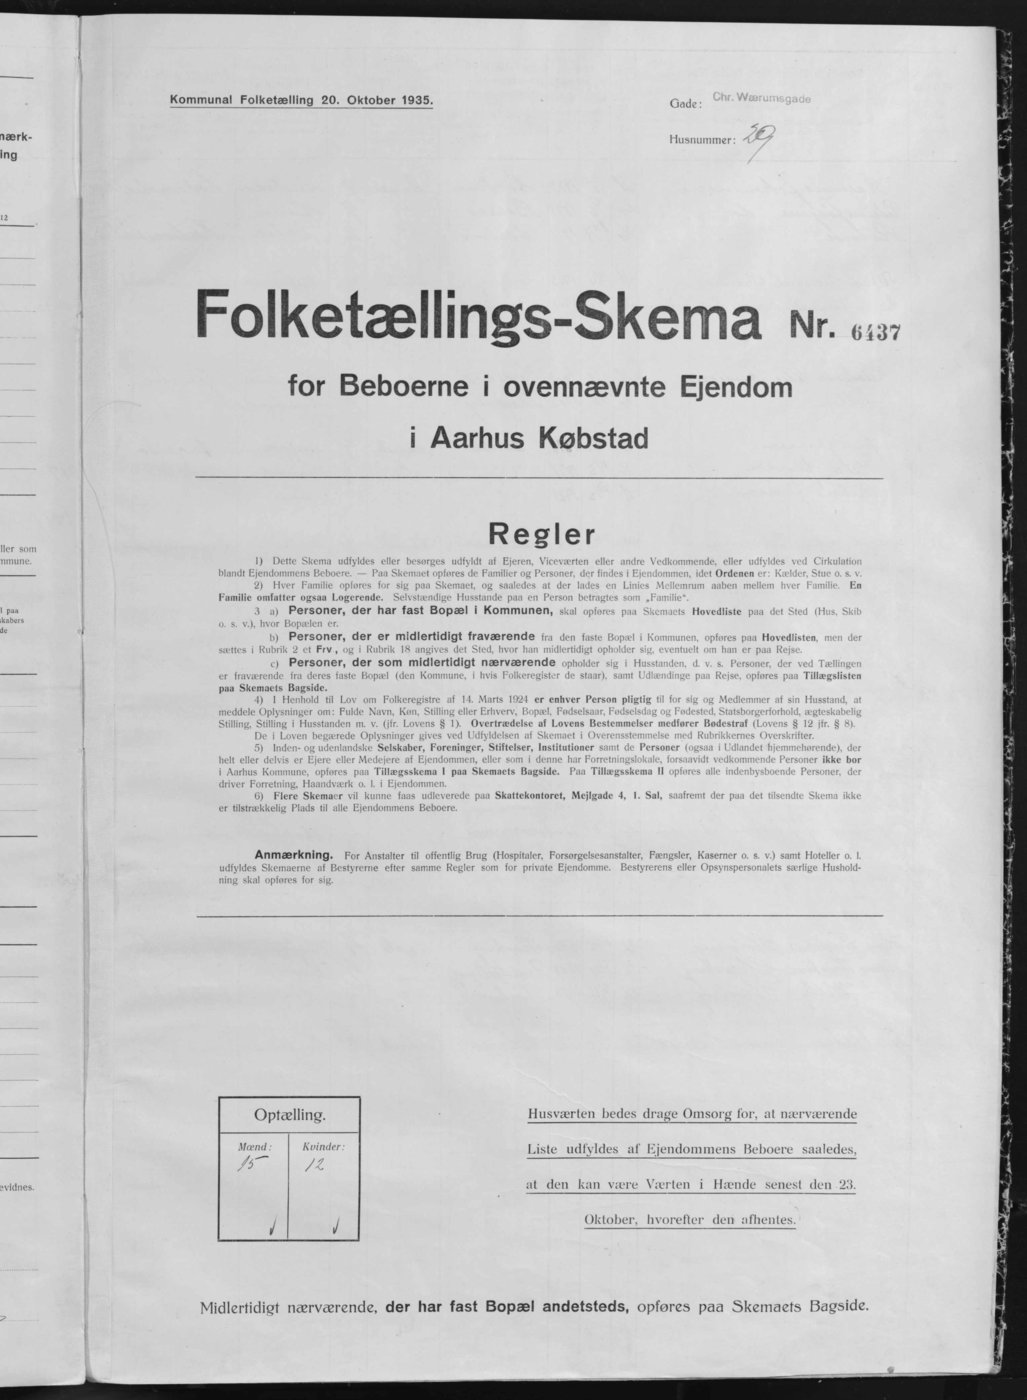 Kommunal Folketælling 20. Oktober 1935.
Gade: Chr. Wærumsgade
Husnummer: 29
Folketællings-Skema Nr. 6437
for Beboerne i ovennævnte Ejendom
i Aarhus Købstad
Regler
1) Dette Skema udfyldes eller besørges udfyldt af Ejeren, Viceværten eller andre Vedkommende, eller udfyldes ved Cirkulation
blandt Ejendommens Beboere. — Paa Skemaet opføres de Familier og Personer, der findes i Ejendommen, idet Ordenen er: Kælder, Stue o. s. v.
2) Hver Familie opføres for sig paa Skemaet, og saaledes at der lades en Linies Mellemrum aaben mellem hver Familie. En
Familie omfatter ogsaa Logerende. Selvstændige Husstande paa en Person betragtes som „Familie“.
3 a) Personer, der har fast Bopæl i Kommunen, skal opføres paa Skemaets Hovedliste paa det Sted (Hus, Skib
o. s. v.), hvor Bopælen er.
b) Personer, der er midlertidigt fraværende fra den faste Bopæl i Kommunen, opføres paa Hovedlisten, men der
sættes i Rubrik 2 et Frv., og i Rubrik 18 angives det Sted, hvor han midlertidigt opholder sig, eventuelt om han er paa Rejse.
c) Personer, der som midlertidigt nærværende opholder sig i Husstanden, d. v. s. Personer, der ved Tællingen
er fraværende fra deres faste Bopæl (den Kommune, i hvis Folkeregister de staar), samt Udlændinge paa Rejse, opføres paa Tillægslisten
paa Skemaets Bagside.
4) I Henhold til Lov om Folkeregistre af 14. Marts 1924 er enhver Person pligtig til for sig og Medlemmer af sin Husstand, at
meddele Oplysninger om: Fulde Navn, Køn, Stilling eller Erhverv, Bopæl, Fødselsaar, Fødselsdag og Fødested, Statsborgerforhold, ægteskabelig
Stilling, Stilling i Husstanden m. v. (jfr. Lovens § 1). Overtrædelse af Lovens Bestemmelser medfører Bødestraf (Lovens § 12 jfr. § 8).
De i Loven begærede Oplysninger gives ved Udfyldelsen af Skemaet i Overensstemmelse med Rubrikkernes Overskrifter.
5) Inden- og udenlandske Selskaber, Foreninger, Stiftelser, Institutioner samt de Personer (ogsaa i Udlandet hjemmehørende), der
helt eller delvis er Ejere eller Medejere af Ejendommen, eller som i denne har Forretningslokale, forsaavidt vedkommende Personer ikke bor
i Aarhus Kommune, opføres paa Tillægsskema I paa Skemaets Bagside. Paa Tillægsskema II opføres alle indenbysboende Personer, der
driver Forretning, Haandværk o. l. i Ejendommen.
6) Flere Skemaer vil kunne faas udleverede paa Skattekontoret, Mejlgade 4, 1. Sal, saafremt der paa det tilsendte Skema ikke
er tilstrækkelig Plads til alle Ejendommens Beboere.
Anmærkning. For Anstalter til offentlig Brug (Hospitaler, Forsørgelsesanstalter, Fængsler, Kaserner o. s. v.) samt Hoteller o. l.
udfyldes Skemaerne af Bestyrerne efter samme Regler som for private Ejendomme. Bestyrerens eller Opsynspersonalets særlige Hushold-
ning skal opføres for sig.
Optælling.
Mænd: Kvinder:
15 12
Husværten bedes drage Omsorg for, at nærværende
Liste udfyldes af Ejendommens Beboere saaledes,
at den kan være Værten i Hænde senest den 23.
Oktober, hvorefter den afhentes.
Midlertidigt nærværende, der har fast Bopæl andetsteds, opføres paa Skemaets Bagside.
nærk-
ing
12
ller som
mmune.
l paa
skabers
de
evidnes.